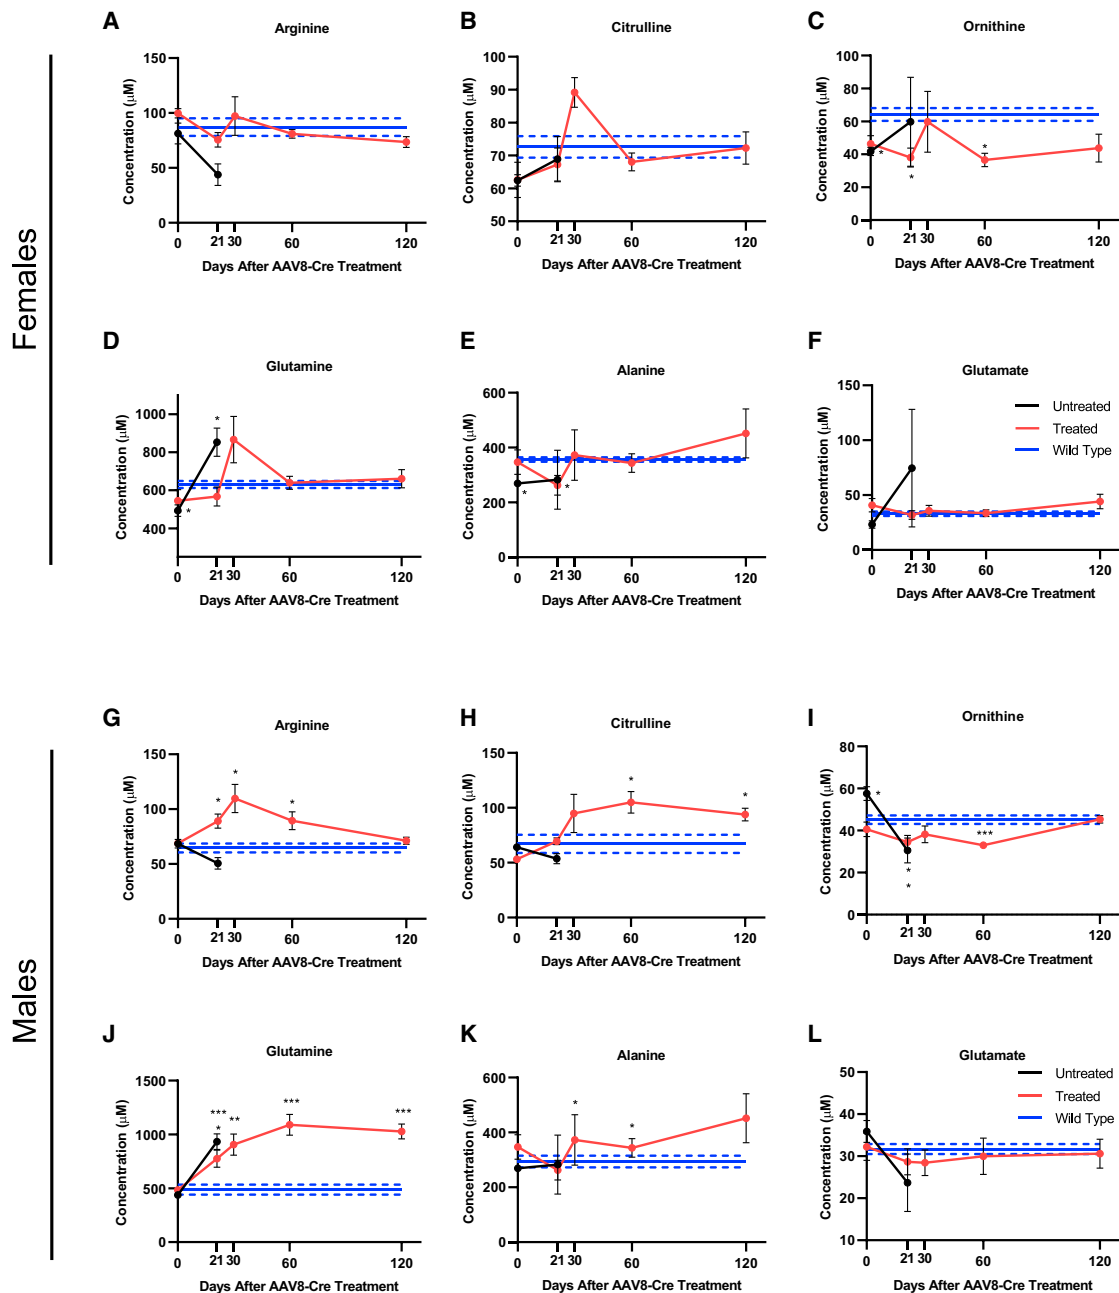 Females
A
Arginine
Concentration (μM)
150
100
50
0
0 21 30 60 120
Days After AAV8-Cre Treatment
B
Citrulline
Concentration (μM)
100
90
80
70
60
50
0 21 30 60 120
Days After AAV8-Cre Treatment
C
Ornithine
Concentration (μM)
100
80
60
40
20
0
* * *
0 21 30 60 120
Days After AAV8-Cre Treatment
D
Glutamine
Concentration (μM)
1000
800
600
400
* *
0 21 30 60 120
Days After AAV8-Cre Treatment
E
Alanine
Concentration (μM)
600
400
200
0
* *
0 21 30 60 120
Days After AAV8-Cre Treatment
F
Glutamate
Concentration (μM)
150
100
50
0
Untreated
Treated
Wild Type
0 21 30 60 120
Days After AAV8-Cre Treatment
Males
G
Arginine
Concentration (μM)
150
100
50
0
* * *
0 21 30 60 120
Days After AAV8-Cre Treatment
H
Citrulline
Concentration (μM)
150
100
50
0
* *
0 21 30 60 120
Days After AAV8-Cre Treatment
I
Ornithine
Concentration (μM)
80
60
40
20
0
* *** 
*
*
0 21 30 60 120
Days After AAV8-Cre Treatment
J
Glutamine
Concentration (μM)
1500
1000
500
0
*** ** *** ***
*
0 21 30 60 120
Days After AAV8-Cre Treatment
K
Alanine
Concentration (μM)
600
400
200
0
* *
0 21 30 60 120
Days After AAV8-Cre Treatment
L
Glutamate
Concentration (μM)
50
40
30
20
10
Untreated
Treated
Wild Type
0 21 30 60 120
Days After AAV8-Cre Treatment